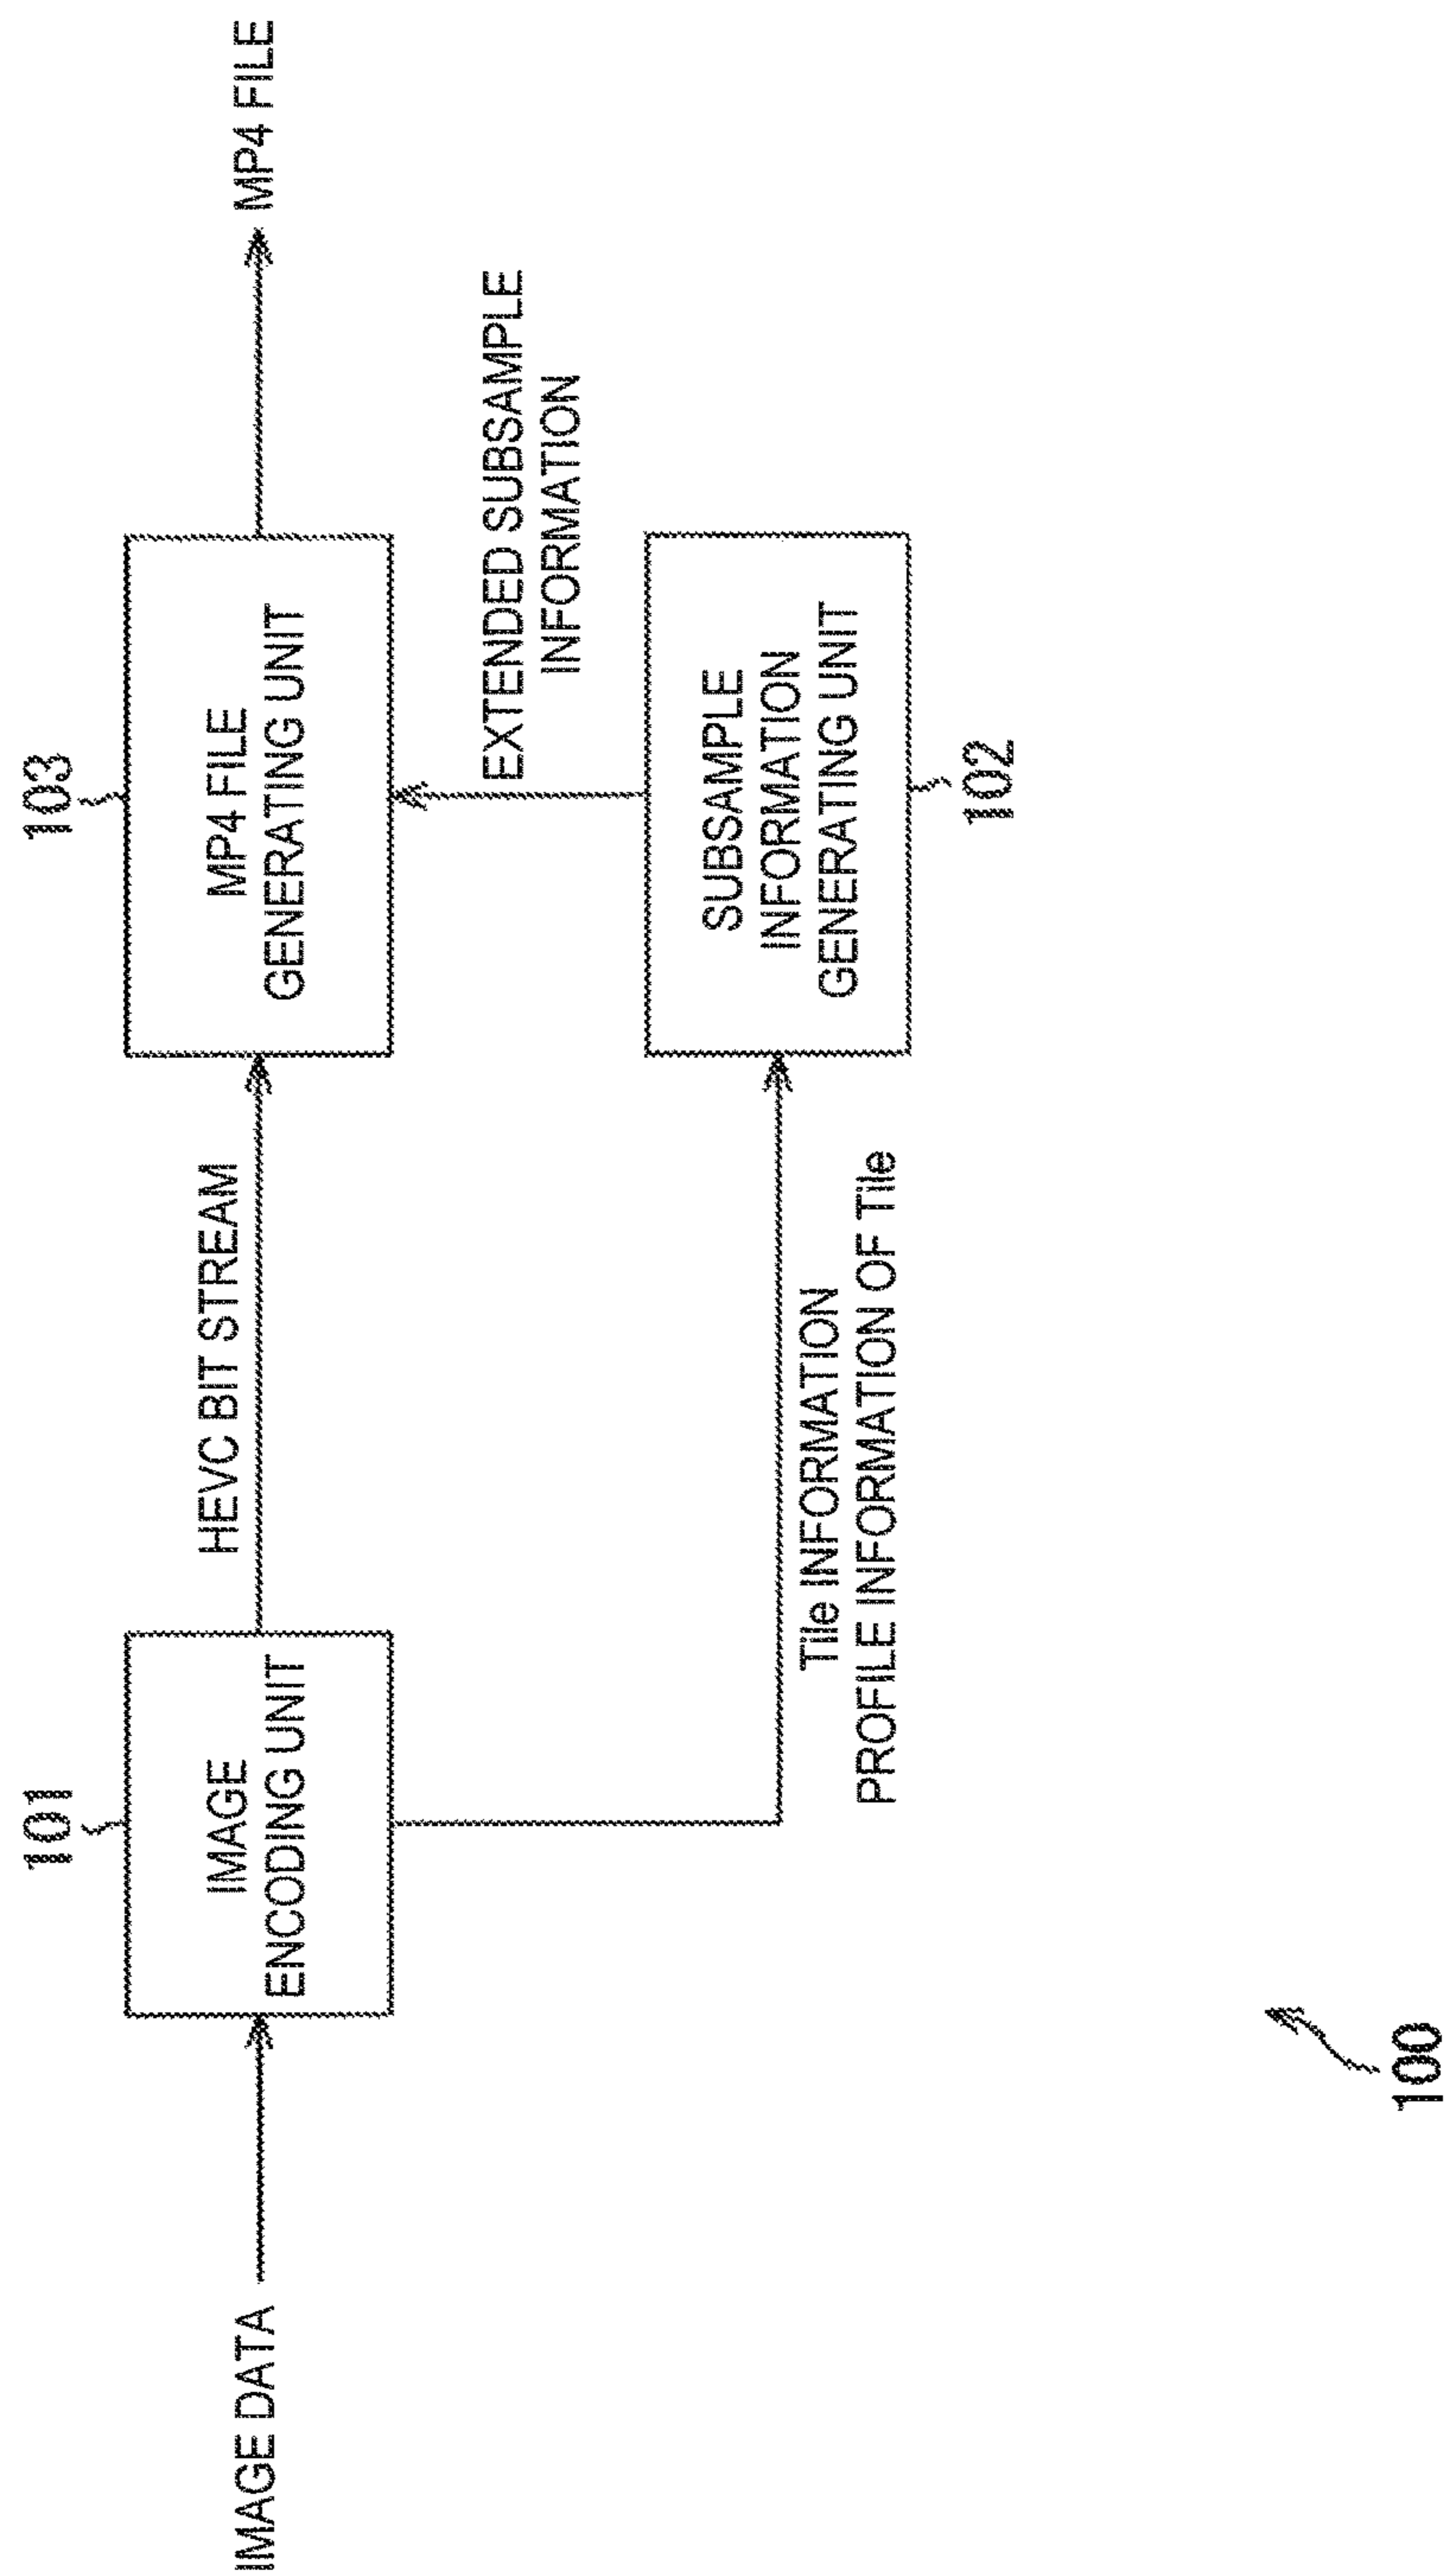 101
103
IMAGE DATA
IMAGE
ENCODING UNIT
HEVC BIT STREAM
MP4 FILE
GENERATING UNIT
MP4 FILE
EXTENDED SUBSAMPLE
INFORMATION
Tile INFORMATION
PROFILE INFORMATION OF Tile
SUBSAMPLE
INFORMATION
GENERATING UNIT
102
100